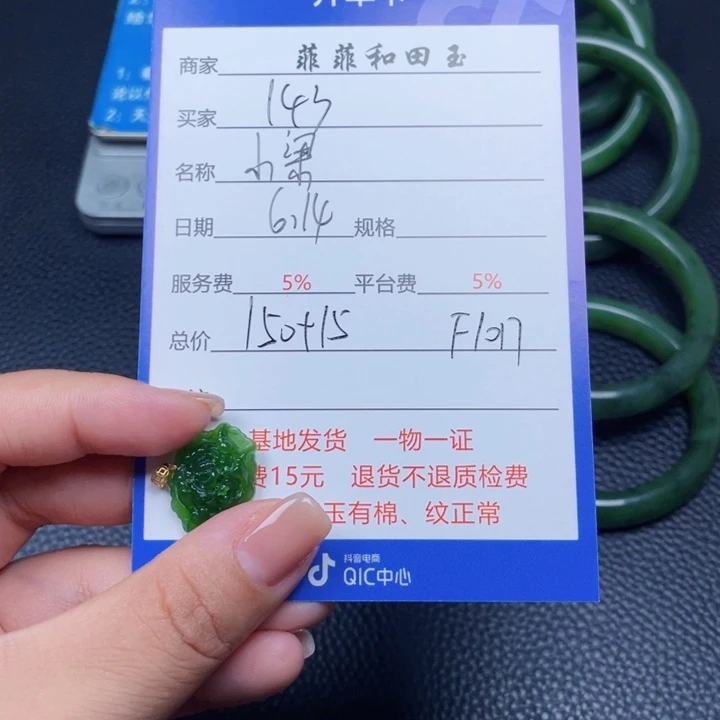 商家 菲菲和田玉
买家 143
名称 小梁
日期 6.14 规格
服务费 5% 平台费 5%
总价 150+15 F1017
基地发货 一物一证
费15元 退货不退质检费
玉有棉、纹正常
抖音电商
QIC中心